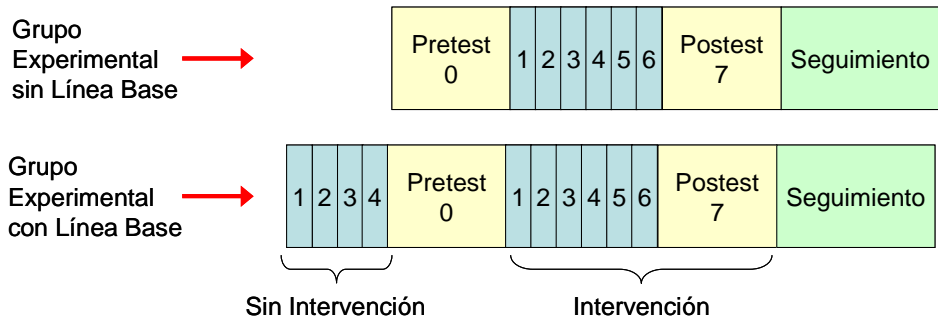 Grupo
Experimental
sin Línea Base
Pretest
0
1 2 3 4 5 6
Postest
7
Seguimiento
Grupo
Experimental
con Línea Base
1 2 3 4
Pretest
0
1 2 3 4 5 6
Postest
7
Seguimiento
Sin Intervención
Intervención